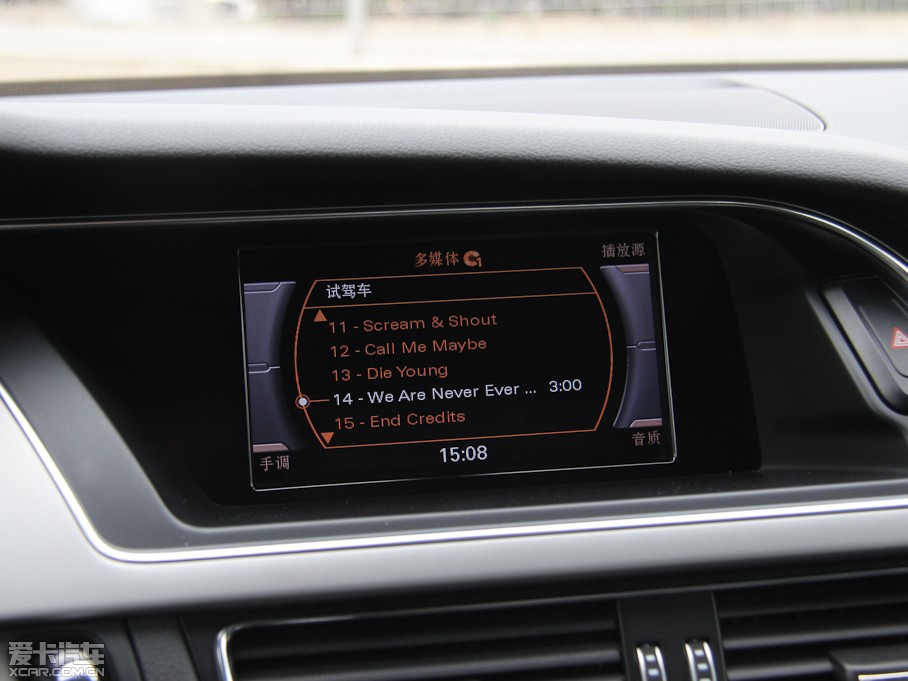 多媒体 1
播放源
试驾车
11 - Scream & Shout
12 - Call Me Maybe
13 - Die Young
14 - We Are Never Ever ... 3:00
15 - End Credits
手调
15:08
音质
爱卡汽车
XCAR.COM.CN